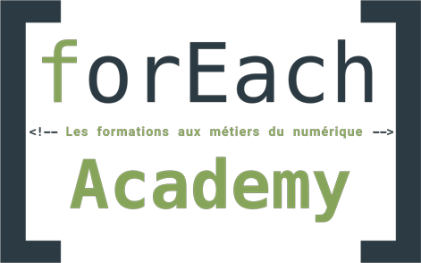 forEach
<!-- Les formations aux métiers du numérique -->
Academy